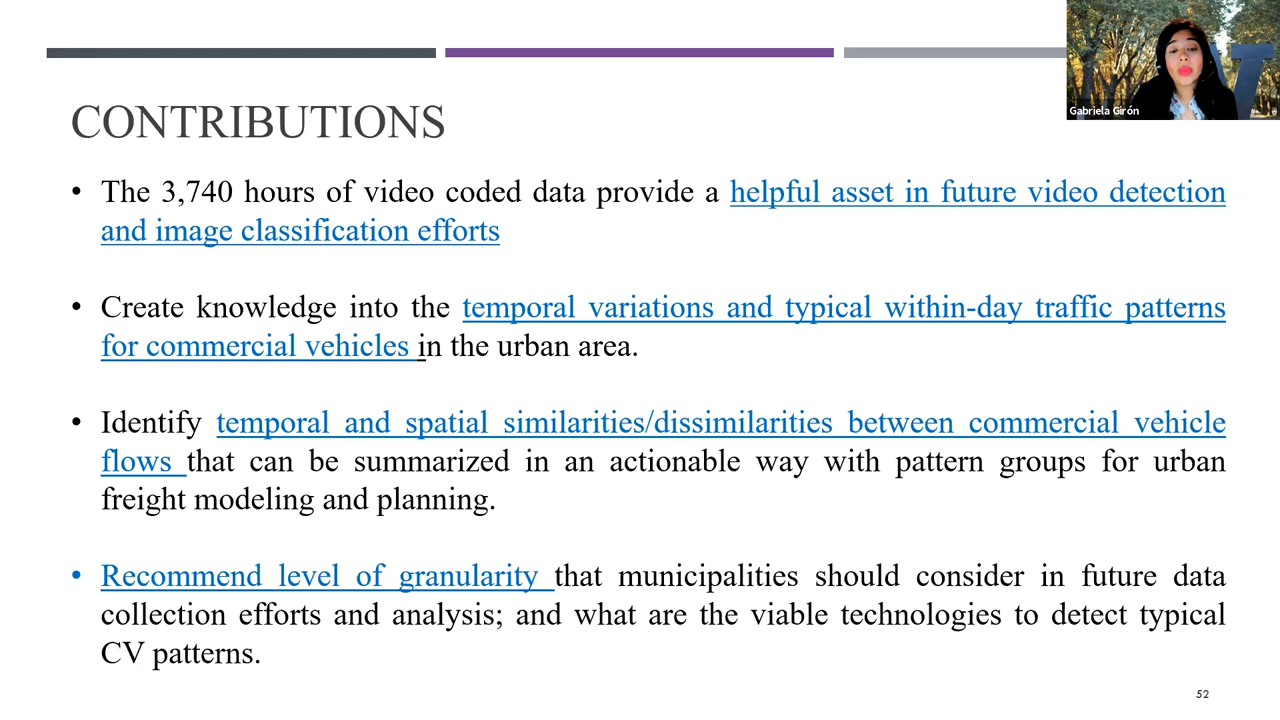 Gabriela Girón
CONTRIBUTIONS
• The 3,740 hours of video coded data provide a helpful asset in future video detection
and image classification efforts
• Create knowledge into the temporal variations and typical within-day traffic patterns
for commercial vehicles in the urban area.
• Identify temporal and spatial similarities/dissimilarities between commercial vehicle
flows that can be summarized in an actionable way with pattern groups for urban
freight modeling and planning.
• Recommend level of granularity that municipalities should consider in future data
collection efforts and analysis; and what are the viable technologies to detect typical
CV patterns.
52